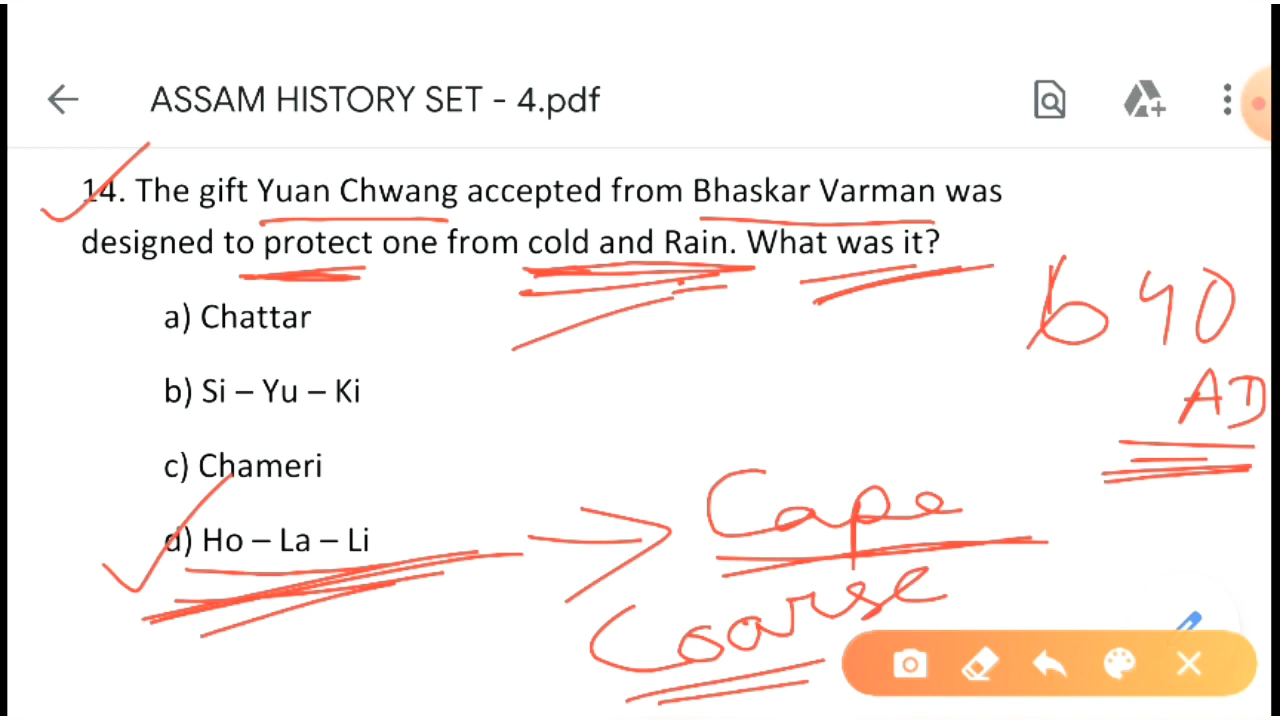 ASSAM HISTORY SET - 4.pdf
14. The gift Yuan Chwang accepted from Bhaskar Varman was
designed to protect one from cold and Rain. What was it?
a) Chattar
b) Si – Yu – Ki
c) Chameri
d) Ho – La – Li
640
AD
Cape
Coarse